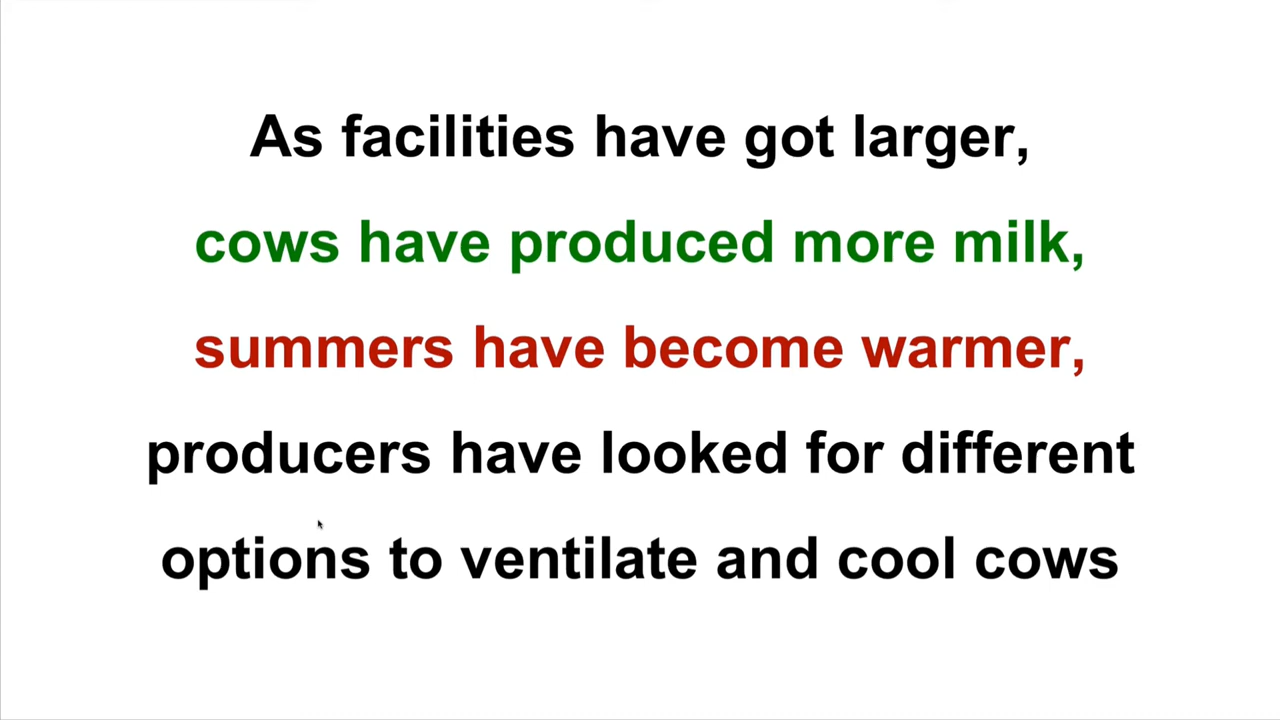 As facilities have got larger,
cows have produced more milk,
summers have become warmer,
producers have looked for different
options to ventilate and cool cows